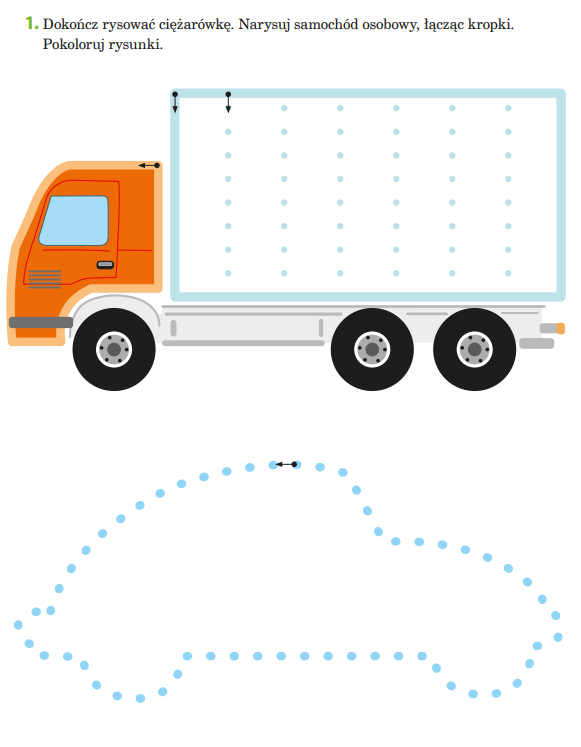 1. Dokończ rysować ciężarówkę. Narysuj samochód osobowy, łącząc kropki.
Pokoloruj rysunki.